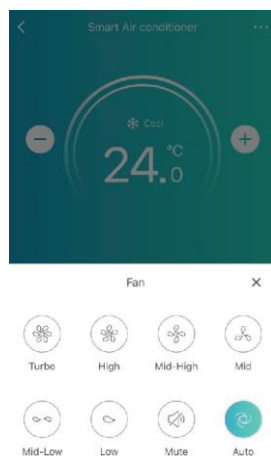 Smart Air conditioner
Cool
24.0 °C
Fan
Turbo
High
Mid-High
Mid
Mid-Low
Low
Mute
Auto